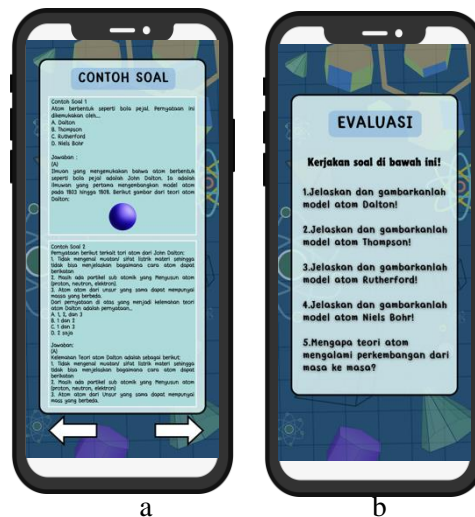 CONTOH SOAL
Contoh Soal 1
Atom berbentuk seperti bola pejal. Pernyataan ini
dikemukakan oleh...
A. Dalton
B. Thompson
C. Rutherford
D. Niels Bohr
Jawaban :
(A)
Ilmuan yang mengemukakan bahwa atom berbentuk
seperti bola pejal adalah John Dalton. Ia adalah
ilmuwan yang pertama mengembangkan model atom
pada 1803 hingga 1808. Berikut gambar dari teori atom
Dalton:
Contoh Soal 2
Pernyataan berikut terkait tori atom dari John Dalton:
1. Tidak mengenal muatan/ sifat listrik materi sehingga
tidak bisa menjelaskan bagaimana cara atom dapat
berikatan
2. Masih ada partikel sub atomik yang Menyusun atom
(proton, neutron, elektron)
3. Atom atom dari unsur yang sama dapat mempunyai
massa yang berbeda.
Dari pernyataan di atas yang menjadi kelemahan teori
atom Dalton adalah pernyataan...
A. 1, 2, dan 3
B. 1 dan 2
C. 1 dan 3
D. 2 saja
Jawaban:
(A)
Kelemahan Teori atom Dalton adalah sebagai berikut:
1. Tidak mengenal muatan/ sifat listrik materi sehingga
tidak bisa menjelaskan bagaimana cara atom dapat
berikatan
2. Masih ada partikel sub atomik yang Menyusun atom
(proton, neutron, elektron)
3. Atom atom dari Unsur yang sama dapat mempunyai
mass yang berbeda.
a
EVALUASI
Kerjakan soal di bawah ini!
1.Jelaskan dan gambarkanlah
model atom Dalton!
2.Jelaskan dan gambarkanlah
model atom Thompson!
3.Jelaskan dan gambarkanlah
model atom Rutherford!
4.Jelaskan dan gambarkanlah
model atom Niels Bohr!
5.Mengapa teori atom
mengalami perkembangan dari
masa ke masa?
b